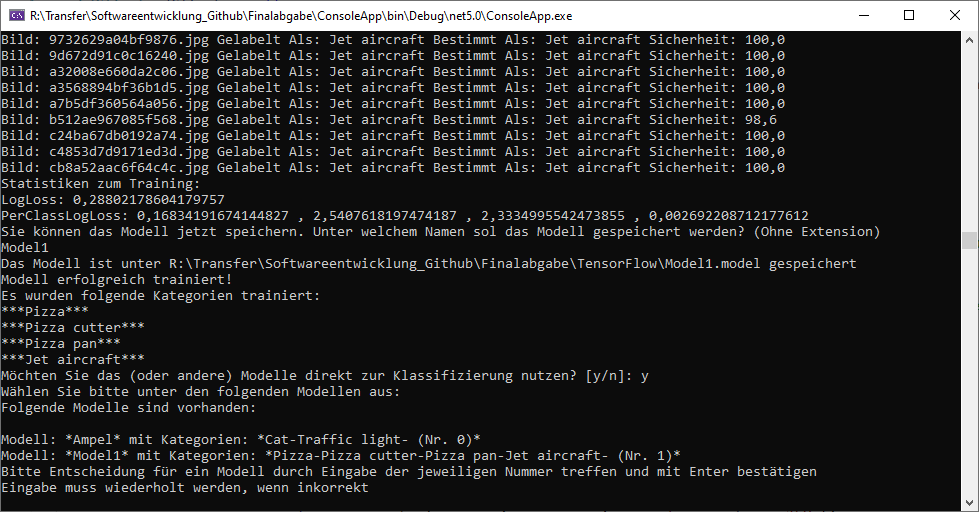 R:\Transfer\Softwareentwicklung_Github\Finalabgabe\ConsoleApp\bin\Debug\net5.0\ConsoleApp.exe
Bild: 9732629a04bf9876.jpg Gelabelt Als: Jet aircraft Bestimmt Als: Jet aircraft Sicherheit: 100,0
Bild: 9d672d91c0c16240.jpg Gelabelt Als: Jet aircraft Bestimmt Als: Jet aircraft Sicherheit: 100,0
Bild: a32008e660da2c06.jpg Gelabelt Als: Jet aircraft Bestimmt Als: Jet aircraft Sicherheit: 100,0
Bild: a3568894bf36b1d5.jpg Gelabelt Als: Jet aircraft Bestimmt Als: Jet aircraft Sicherheit: 100,0
Bild: a7b5df360564a056.jpg Gelabelt Als: Jet aircraft Bestimmt Als: Jet aircraft Sicherheit: 100,0
Bild: b512ae967085f568.jpg Gelabelt Als: Jet aircraft Bestimmt Als: Jet aircraft Sicherheit: 98,6
Bild: c24ba67db0192a74.jpg Gelabelt Als: Jet aircraft Bestimmt Als: Jet aircraft Sicherheit: 100,0
Bild: c4853d7d9171ed3d.jpg Gelabelt Als: Jet aircraft Bestimmt Als: Jet aircraft Sicherheit: 100,0
Bild: cb8a52aac6f64c4c.jpg Gelabelt Als: Jet aircraft Bestimmt Als: Jet aircraft Sicherheit: 100,0
Statistiken zum Training:
LogLoss: 0,28802178604179757
PerClassLogLoss: 0,16834191674144827 , 2,5407618197474187 , 2,3334995542473855 , 0,002692208712177612
Sie können das Modell jetzt speichern. Unter welchem Namen sol das Modell gespeichert werden? (Ohne Extension)
Model1
Das Modell ist unter R:\Transfer\Softwareentwicklung_Github\Finalabgabe\TensorFlow\Model1.model gespeichert
Modell erfolgreich trainiert!
Es wurden folgende Kategorien trainiert:
***Pizza***
***Pizza cutter***
***Pizza pan***
***Jet aircraft***
Möchten Sie das (oder andere) Modelle direkt zur Klassifizierung nutzen? [y/n]: y
Wählen Sie bitte unter den folgenden Modellen aus:
Folgende Modelle sind vorhanden:
Modell: *Ampel* mit Kategorien: *Cat-Traffic light- (Nr. 0)*
Modell: *Model1* mit Kategorien: *Pizza-Pizza cutter-Pizza pan-Jet aircraft- (Nr. 1)*
Bitte Entscheidung für ein Modell durch Eingabe der jeweiligen Nummer treffen und mit Enter bestätigen
Eingabe muss wiederholt werden, wenn inkorrekt